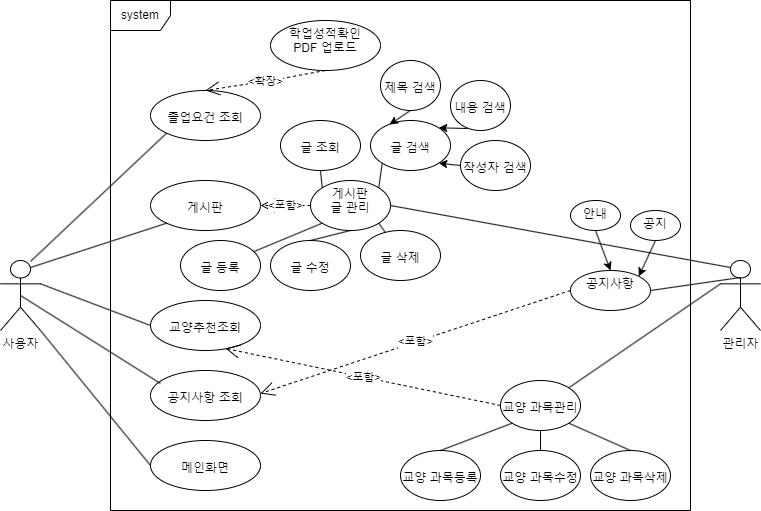 system
학업성적확인
PDF 업로드
<확장>
제목 검색
내용 검색
졸업요건 조회
글 조회
글 검색
작성자 검색
게시판
<포함>
게시판
글 관리
안내
공지
글 등록
글 수정
글 삭제
공지사항
사용자
관리자
교양추천조회
<포함>
<포함>
공지사항 조회
교양 과목관리
메인화면
교양 과목등록
교양 과목수정
교양 과목삭제